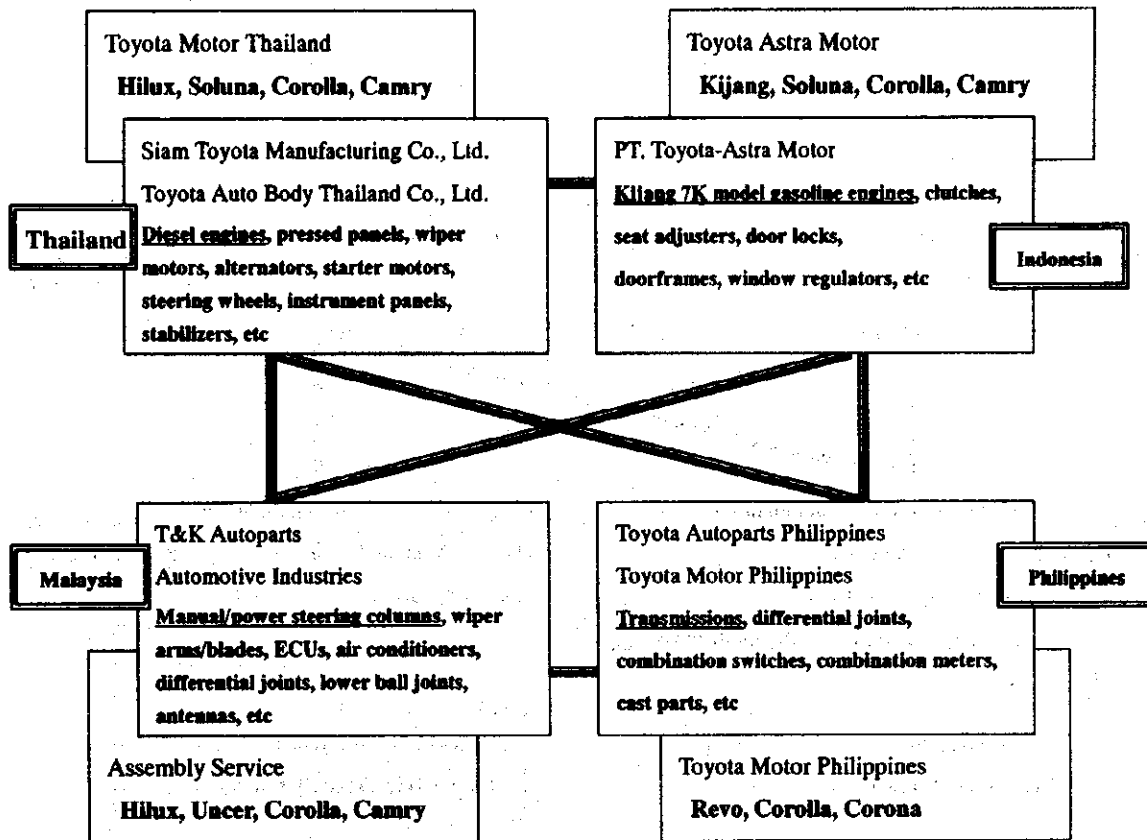 Toyota Motor Thailand
Hilux, Soluna, Corolla, Camry
Siam Toyota Manufacturing Co., Ltd.
Toyota Auto Body Thailand Co., Ltd.
Diesel engines, pressed panels, wiper
motors, alternators, starter motors,
steering wheels, instrument panels,
stabilizers, etc
Thailand
Toyota Astra Motor
Kijang, Soluna, Corolla, Camry
PT. Toyota-Astra Motor
Kijang 7K model gasoline engines, clutches,
seat adjusters, door locks,
doorframes, window regulators, etc
Indonesia
T&K Autoparts
Automotive Industries
Manual/power steering columns, wiper
arms/blades, ECUs, air conditioners,
differential joints, lower ball joints,
antennas, etc
Malaysia
Assembly Service
Hilux, Uncer, Corolla, Camry
Toyota Autoparts Philippines
Toyota Motor Philippines
Transmissions, differential joints,
combination switches, combination meters,
cast parts, etc
Philippines
Toyota Motor Philippines
Revo, Corolla, Corona